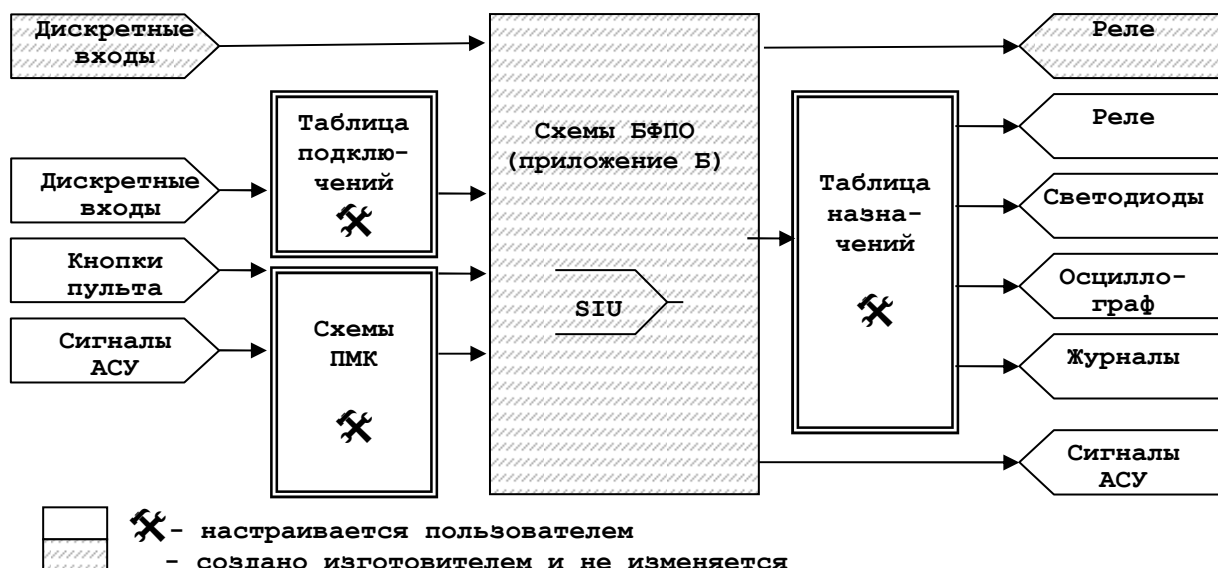 Дискретные
входы
Таблица
подклю-
чений
Дискретные
входы
Кнопки
пульта
Сигналы
АСУ
Схемы
ПМК
Схемы БФПО
(приложение Б)
SIU
Таблица
назна-
чений
Реле
Реле
Светодиоды
Осцилло-
граф
Журналы
Сигналы
АСУ
- настраивается пользователем
- создано изготовителем и не изменяется